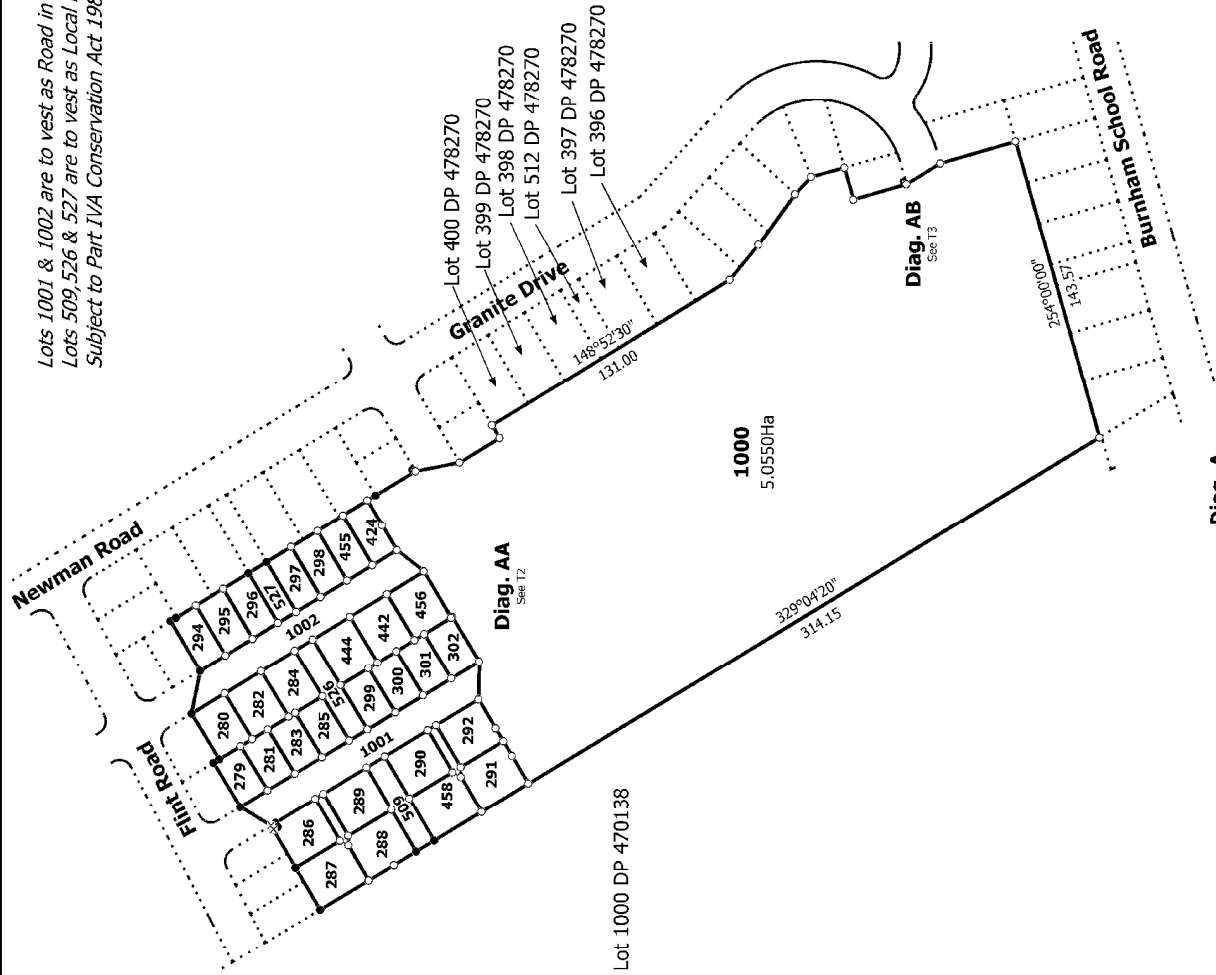 Lots 1001 & 1002 are to vest as Road in
Lots 509,526 & 527 are to vest as Local
Subject to Part IVA Conservation Act 198
Lot 400 DP 478270
Lot 399 DP 478270
Lot 398 DP 478270
Lot 512 DP 478270
Lot 397 DP 478270
Lot 396 DP 478270
Newman Road
Granite Drive
Burnham School Road
Flint Road
148°52'30"
131.00
254°00'00"
143.57
329°04'20"
314.15
1000
5.0550Ha
Diag. AA
See T2
Diag. AB
See T3
Diag. A
Lot 1000 DP 470138
294
295
296
527
297
298
455
424
1002
280
282
284
444
442
456
279
281
283
285
526
299
300
301
302
1001
286
289
509
290
292
287
288
458
291